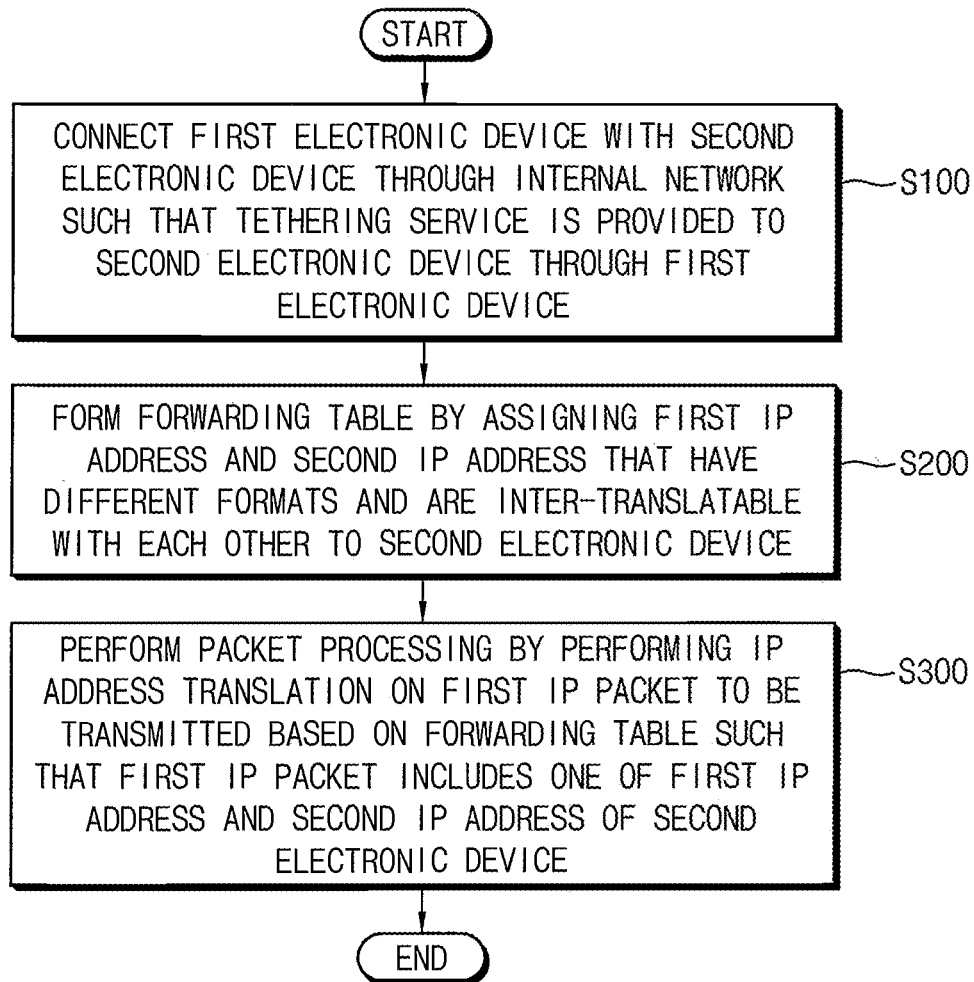 START
CONNECT FIRST ELECTRONIC DEVICE WITH SECOND
ELECTRONIC DEVICE THROUGH INTERNAL NETWORK
SUCH THAT TETHERING SERVICE IS PROVIDED TO
SECOND ELECTRONIC DEVICE THROUGH FIRST
ELECTRONIC DEVICE
S100
FORM FORWARDING TABLE BY ASSIGNING FIRST IP
ADDRESS AND SECOND IP ADDRESS THAT HAVE
DIFFERENT FORMATS AND ARE INTER-TRANSLATABLE
WITH EACH OTHER TO SECOND ELECTRONIC DEVICE
S200
PERFORM PACKET PROCESSING BY PERFORMING IP
ADDRESS TRANSLATION ON FIRST IP PACKET TO BE
TRANSMITTED BASED ON FORWARDING TABLE SUCH
THAT FIRST IP PACKET INCLUDES ONE OF FIRST IP
ADDRESS AND SECOND IP ADDRESS OF SECOND
ELECTRONIC DEVICE
S300
END